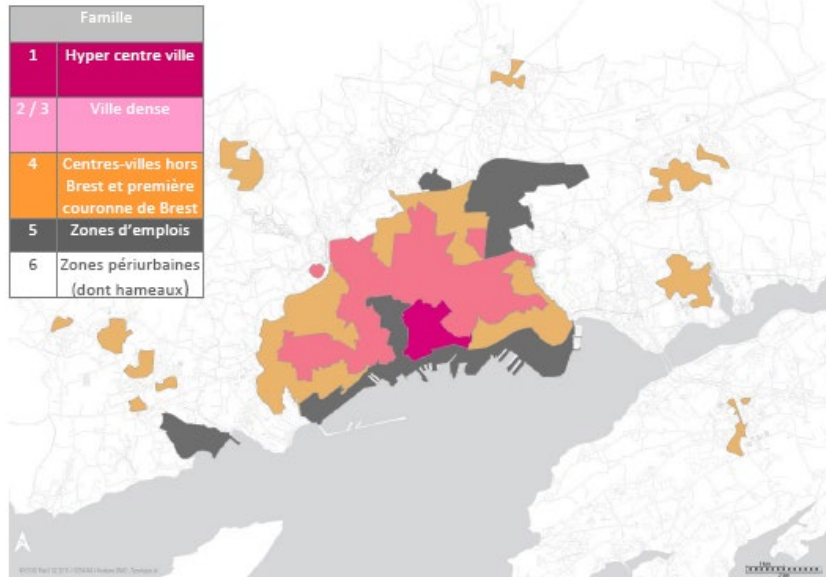 Famille
1 Hyper centre ville
2 / 3 Ville dense
4 Centres-villes hors
Brest et première
couronne de Brest
5 Zones d'emplois
6 Zones périurbaines
(dont hameaux)